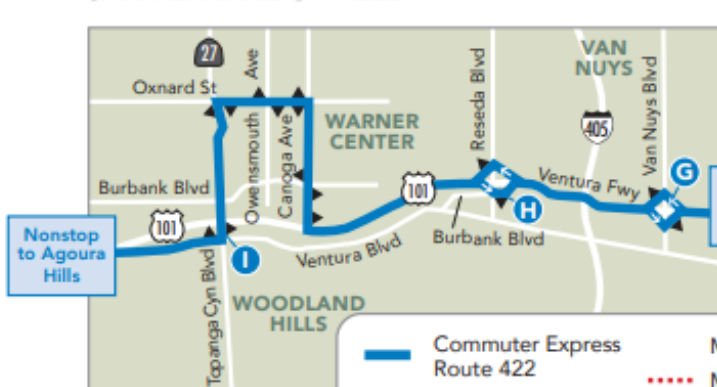 27
Ave
Oxnard St
VAN
NUYS
Reseda Blvd
Van Nuys Blvd
WARNER
CENTER
405
Owensmouth
Canoga Ave
G
Burbank Blvd
101
Ventura Fwy
H
101
Burbank Blvd
Nonstop
to Agoura
Hills
I
Ventura Blvd
Topanga Cyn Blvd
WOODLAND
HILLS
Commuter Express
Route 422